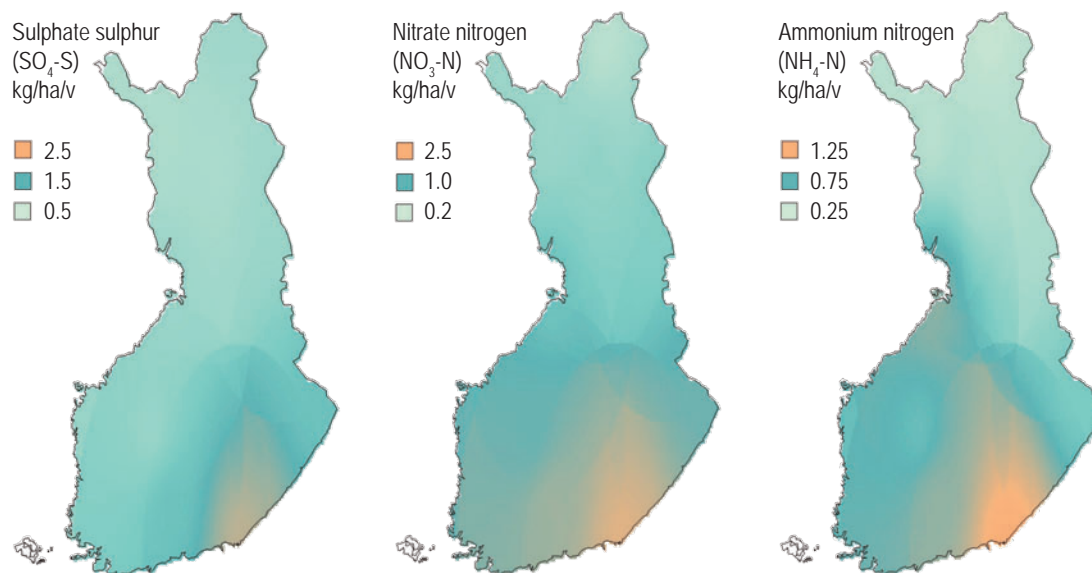 Sulphate sulphur
(SO₄-S)
kg/ha/v
2.5
1.5
0.5
Nitrate nitrogen
(NO₃-N)
kg/ha/v
2.5
1.0
0.2
Ammonium nitrogen
(NH₄-N)
kg/ha/v
1.25
0.75
0.25